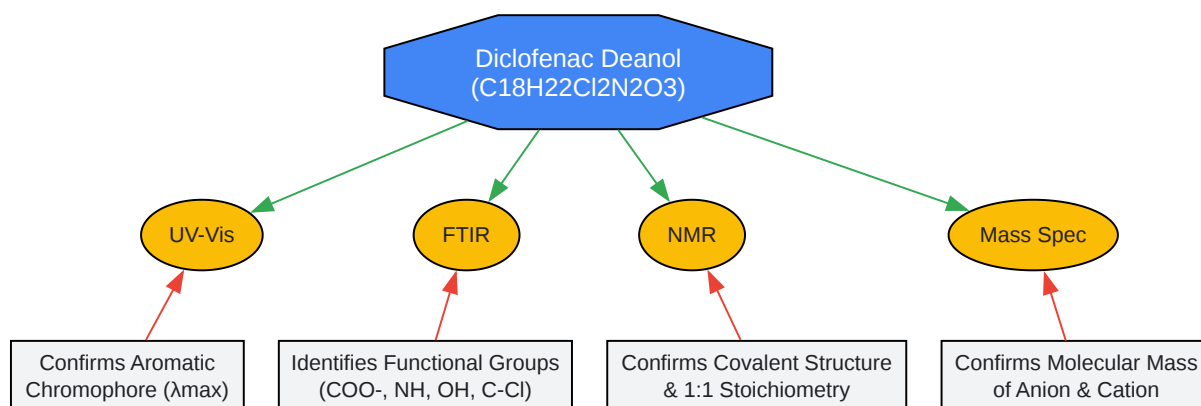 Diclofenac Deanol
(C18H22Cl2N2O3)
UV-Vis
FTIR
NMR
Mass Spec
Confirms Aromatic
Chromophore (λmax)
Identifies Functional Groups
(COO-, NH, OH, C-Cl)
Confirms Covalent Structure
& 1:1 Stoichiometry
Confirms Molecular Mass
of Anion & Cation